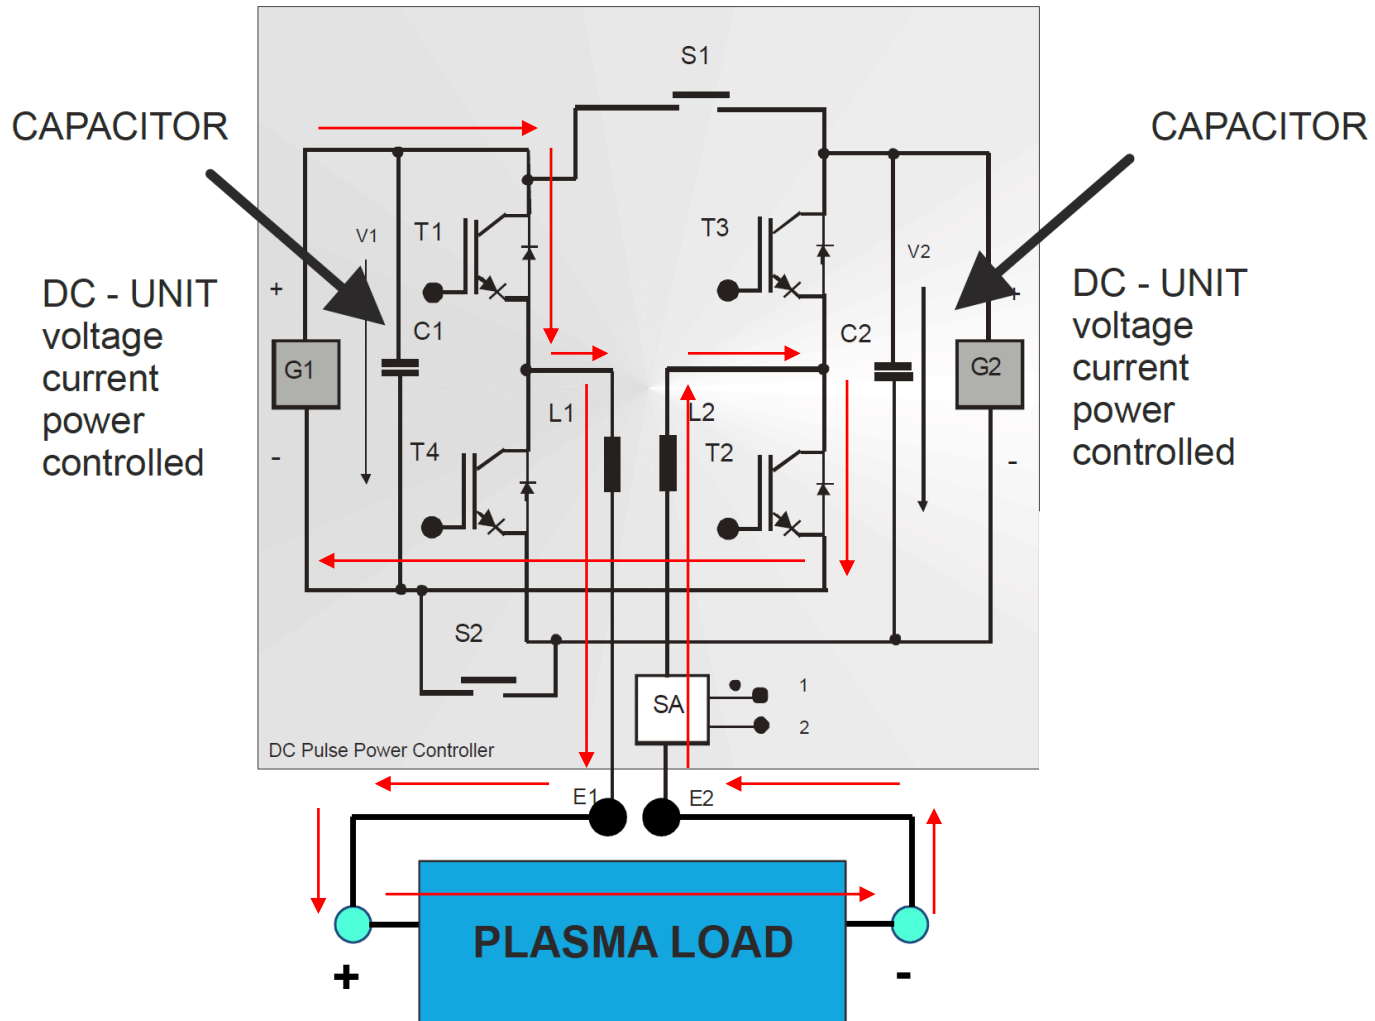 S1
CAPACITOR
CAPACITOR
T1
T3
V1
V2
DC - UNIT
voltage
current
power
controlled
+
C1
C2
+
DC - UNIT
voltage
current
power
controlled
G1
G2
L1
L2
-
T4
T2
-
S2
SA
1
2
DC Pulse Power Controller
E1
E2
PLASMA LOAD
+
-